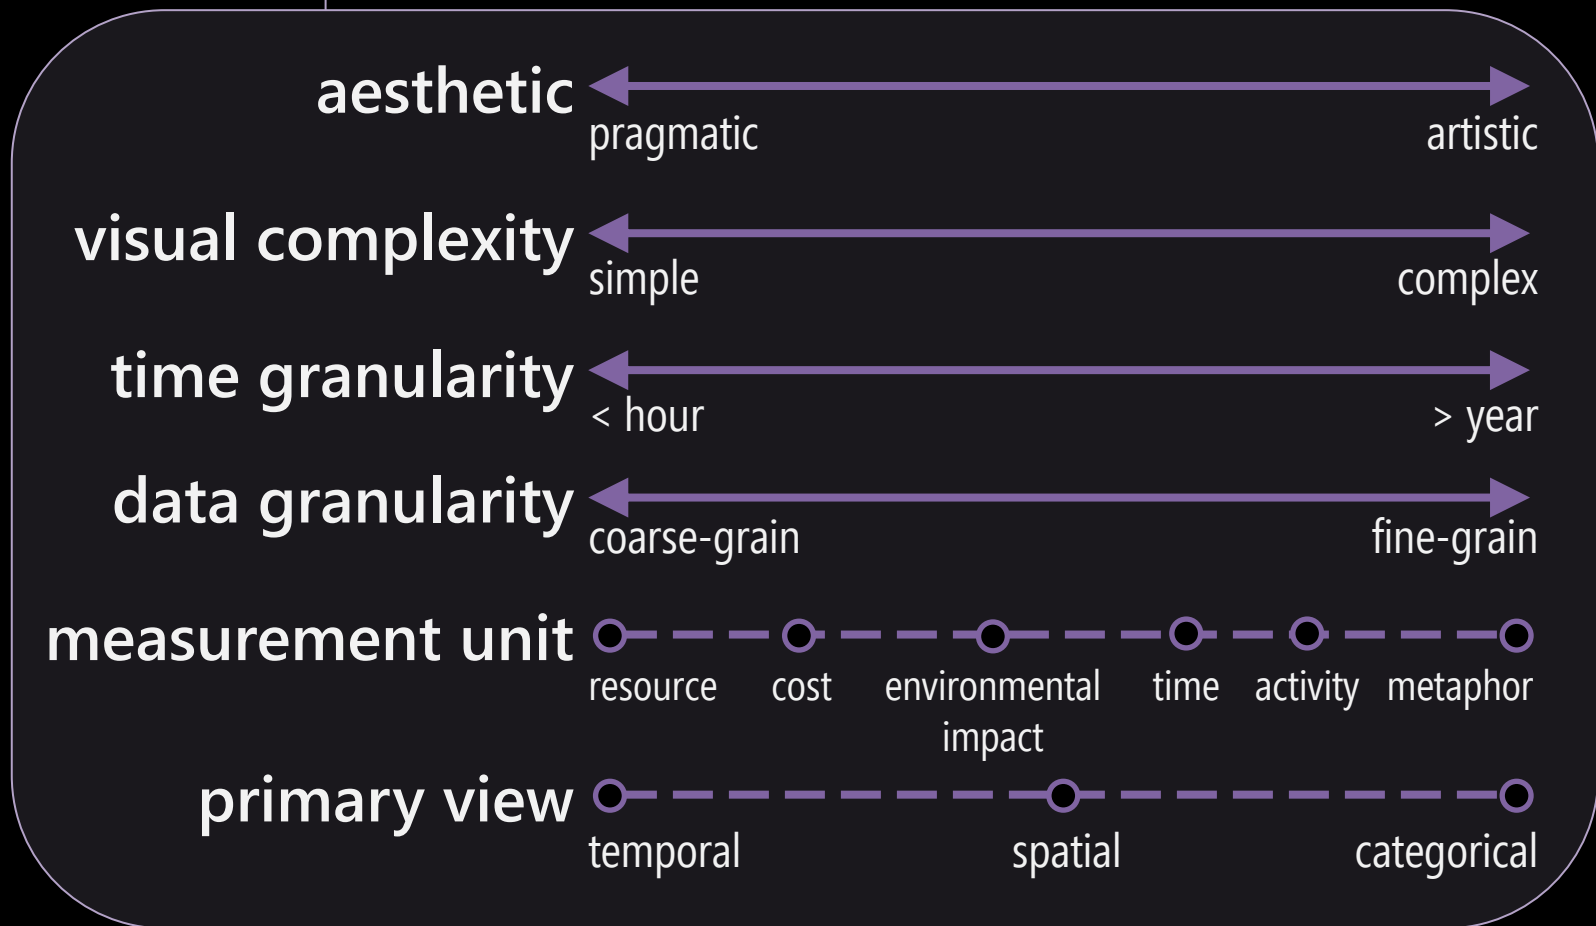 aesthetic
pragmatic artistic
visual complexity
simple complex
time granularity
< hour > year
data granularity
coarse-grain fine-grain
measurement unit
resource cost environmental time activity metaphor
impact
primary view
temporal spatial categorical